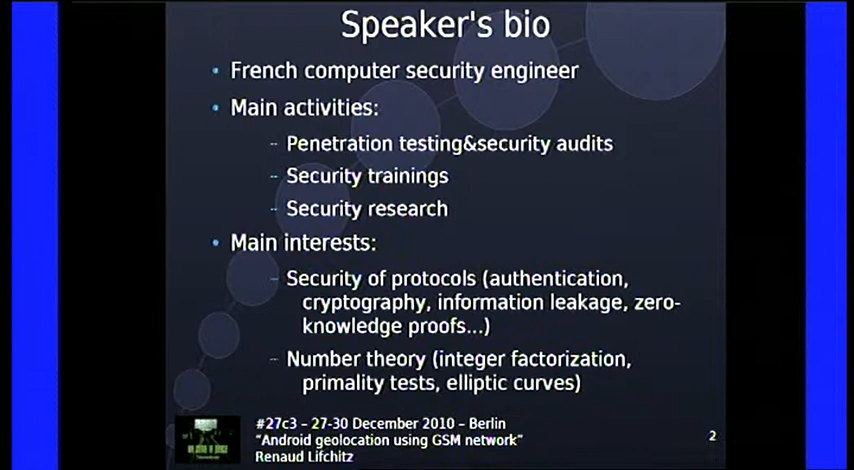 Speaker's bio
• French computer security engineer
• Main activities:
– Penetration testing&security audits
– Security trainings
– Security research
• Main interests:
– Security of protocols (authentication,
cryptography, information leakage, zero-
knowledge proofs...)
– Number theory (integer factorization,
primality tests, elliptic curves)
#27c3 – 27-30 December 2010 – Berlin
"Android geolocation using GSM network"
Renaud Lifchitz
2